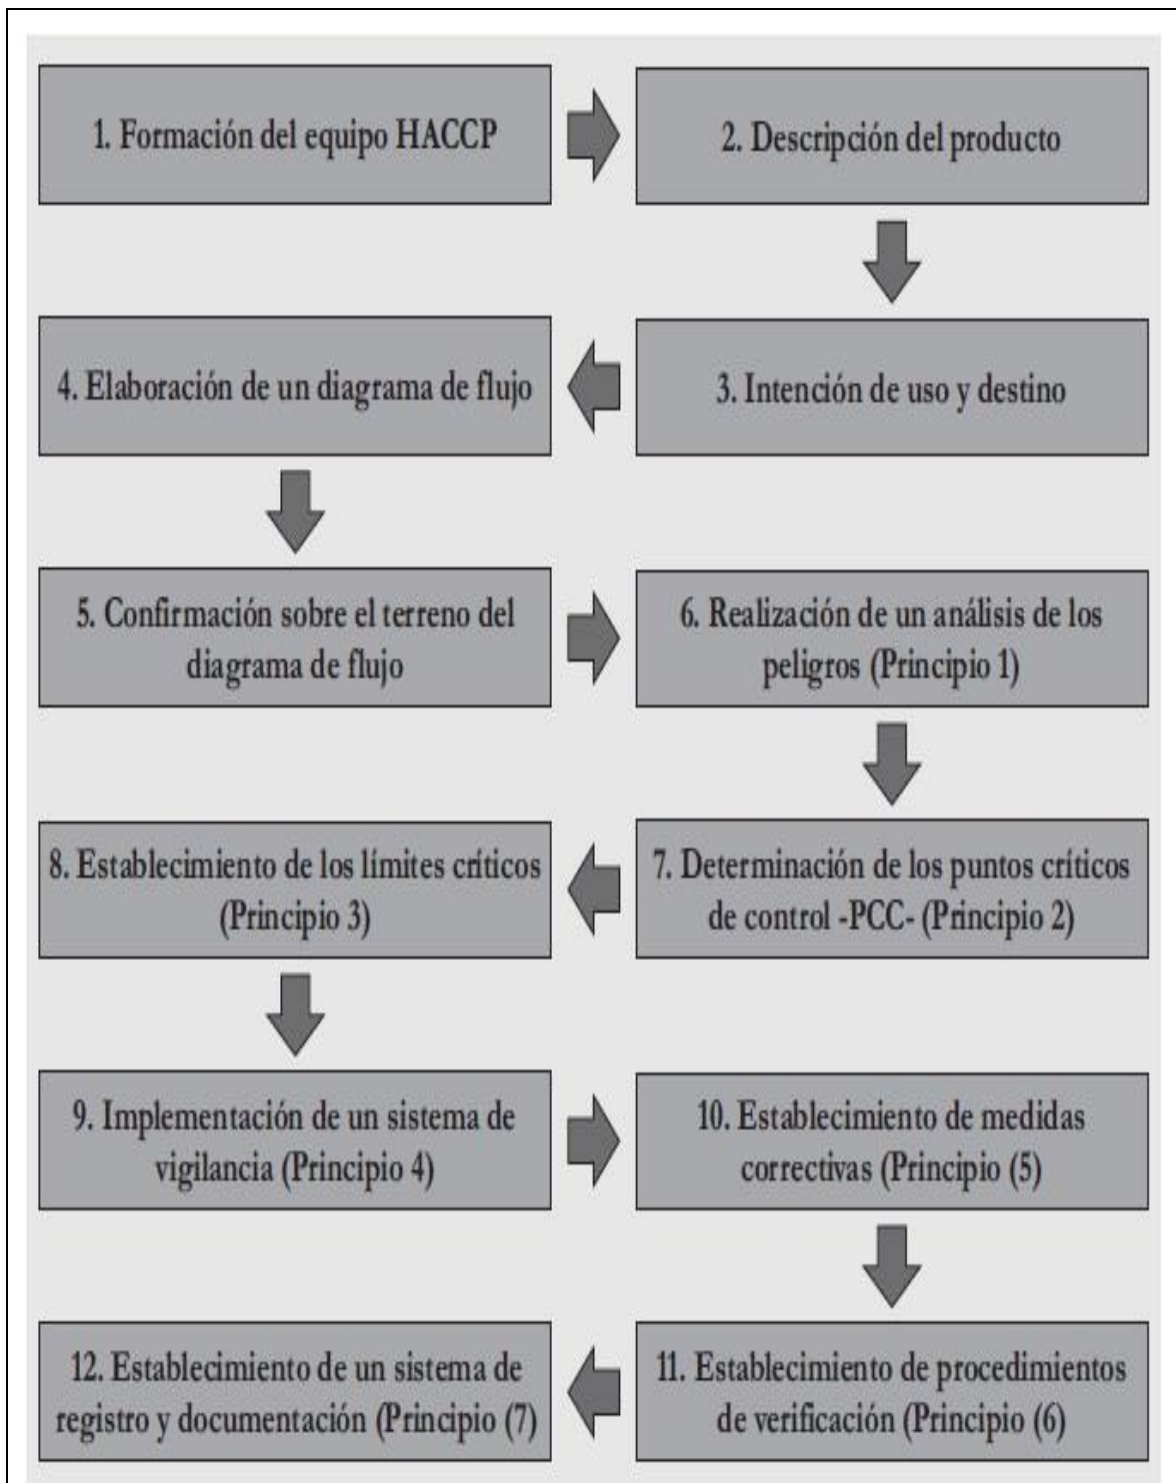 1. Formación del equipo HACCP
2. Descripción del producto
3. Intención de uso y destino
4. Elaboración de un diagrama de flujo
5. Confirmación sobre el terreno del
diagrama de flujo
6. Realización de un análisis de los
peligros (Principio 1)
7. Determinación de los puntos críticos
de control -PCC- (Principio 2)
8. Establecimiento de los límites críticos
(Principio 3)
9. Implementación de un sistema de
vigilancia (Principio 4)
10. Establecimiento de medidas
correctivas (Principio (5)
11. Establecimiento de procedimientos
de verificación (Principio (6)
12. Establecimiento de un sistema de
registro y documentación (Principio (7)